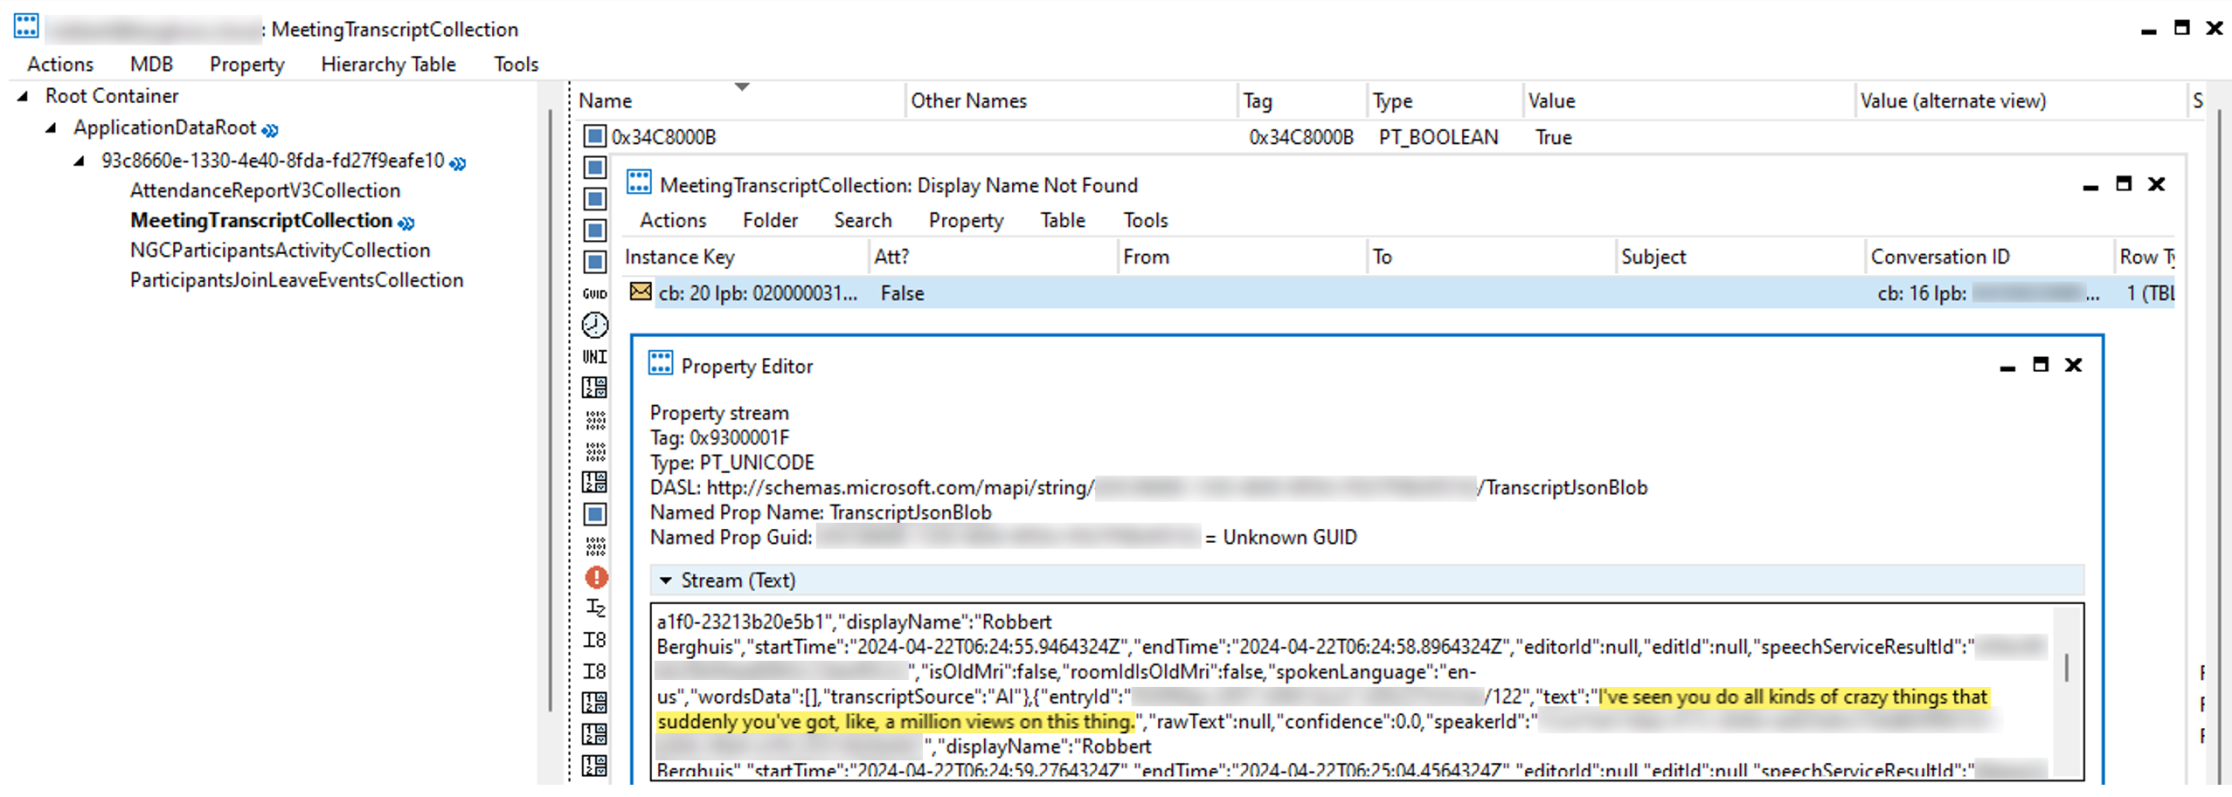 : MeetingTranscriptCollection
Actions MDB Property Hierarchy Table Tools
Root Container
ApplicationDataRoot
93c8660e-1330-4e40-8fda-fd27f9eafe10
AttendanceReportV3Collection
MeetingTranscriptCollection
NGCParticipantsActivityCollection
ParticipantsJoinLeaveEventsCollection
Name Other Names Tag Type Value Value (alternate view) S
0x34C8000B 0x34C8000B PT_BOOLEAN True
GUID
UNI
I2
I8
I8
MeetingTranscriptCollection: Display Name Not Found
Actions Folder Search Property Table Tools
Instance Key Att? From To Subject Conversation ID Row Ty
cb: 20 lpb: 020000031... False cb: 16 lpb: ... 1 (TBL
Property Editor
Property stream
Tag: 0x9300001F
Type: PT_UNICODE
DASL: http://schemas.microsoft.com/mapi/string/ /TranscriptJsonBlob
Named Prop Name: TranscriptJsonBlob
Named Prop Guid: = Unknown GUID
Stream (Text)
a1f0-23213b20e5b1","displayName":"Robbert
Berghuis","startTime":"2024-04-22T06:24:55.9464324Z","endTime":"2024-04-22T06:24:58.8964324Z","editorId":null,"editId":null,"speechServiceResultId":"
","isOldMri":false,"roomIdIsOldMri":false,"spokenLanguage":"en-
us","wordsData":[],"transcriptSource":"AI"},{"entryId":" /122","text":"I've seen you do all kinds of crazy things that
suddenly you've got, like, a million views on this thing.","rawText":null,"confidence":0.0,"speakerId":"
","displayName":"Robbert
Berghuis","startTime":"2024-04-22T06:24:59.2764324Z","endTime":"2024-04-22T06:25:04.4564324Z","editorId":null,"editId":null,"speechServiceResultId":"